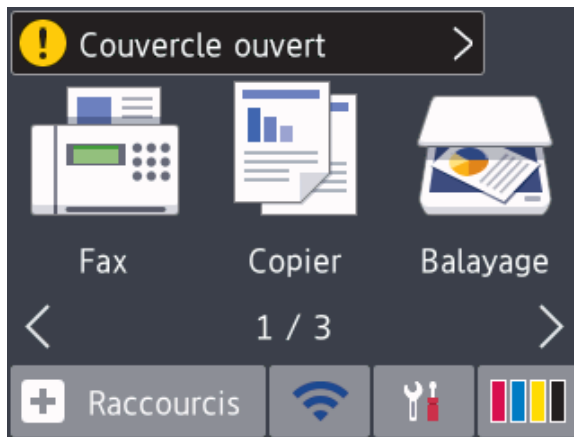 ! Couvercle ouvert >
Fax Copier Balayage
< 1 / 3 >
+ Raccourcis